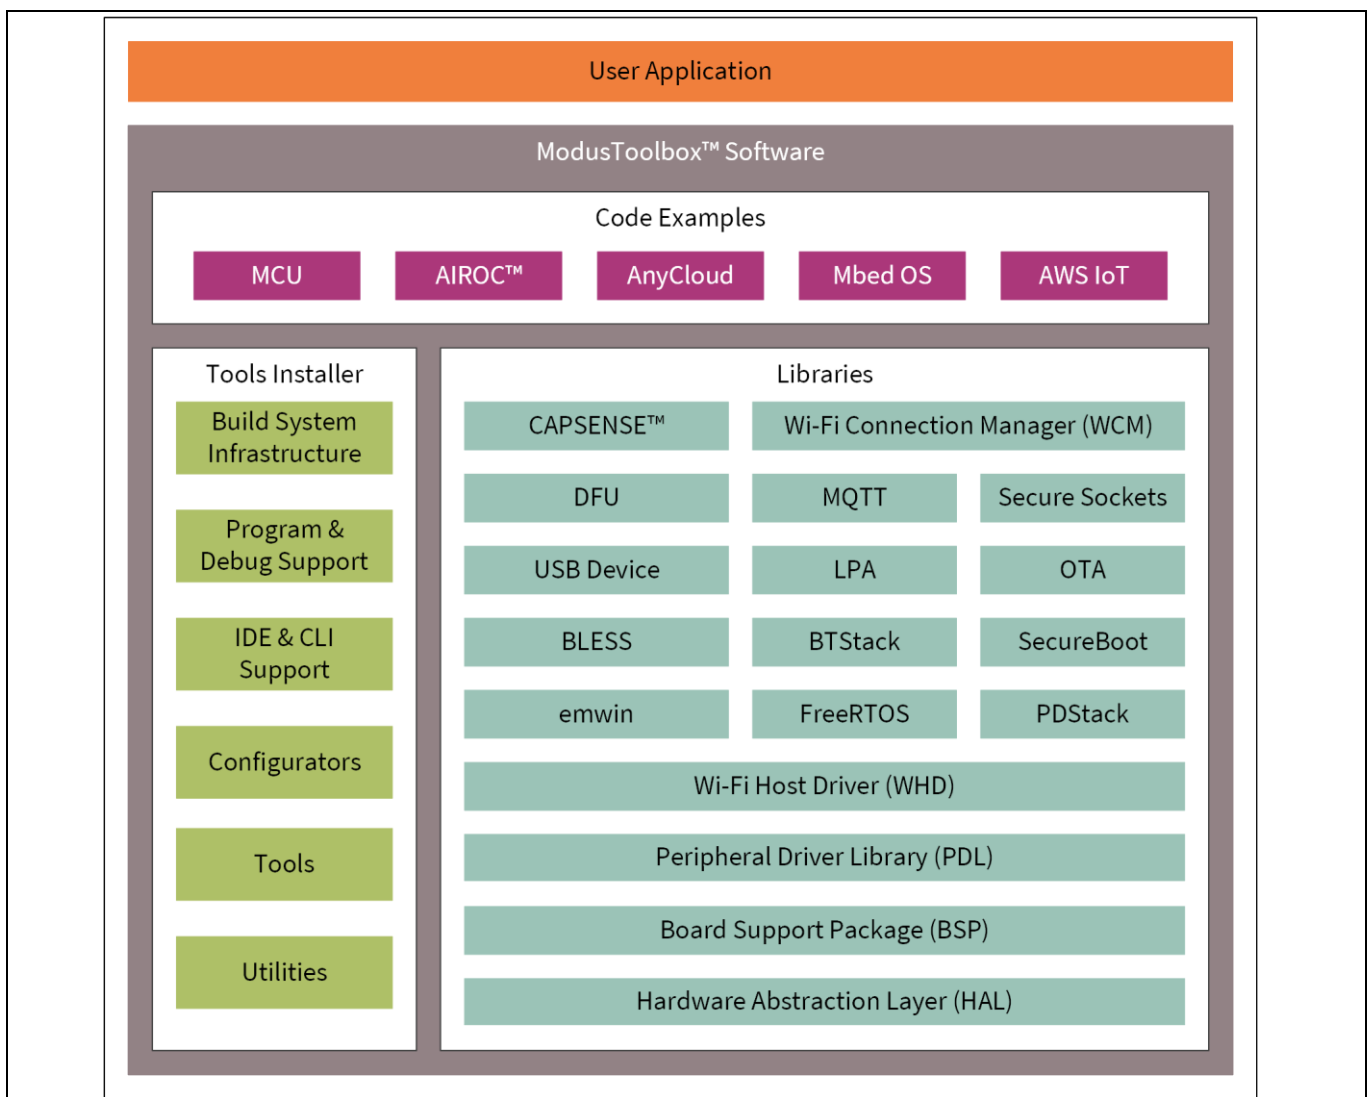 User Application
ModusToolbox™ Software
Code Examples
MCU
AIROC™
AnyCloud
Mbed OS
AWS IoT
Tools Installer
Build System
Infrastructure
Program &
Debug Support
IDE & CLI
Support
Configurators
Tools
Utilities
Libraries
CAPSENSE™
Wi-Fi Connection Manager (WCM)
DFU
MQTT
Secure Sockets
USB Device
LPA
OTA
BLESS
BTStack
SecureBoot
emwin
FreeRTOS
PDStack
Wi-Fi Host Driver (WHD)
Peripheral Driver Library (PDL)
Board Support Package (BSP)
Hardware Abstraction Layer (HAL)